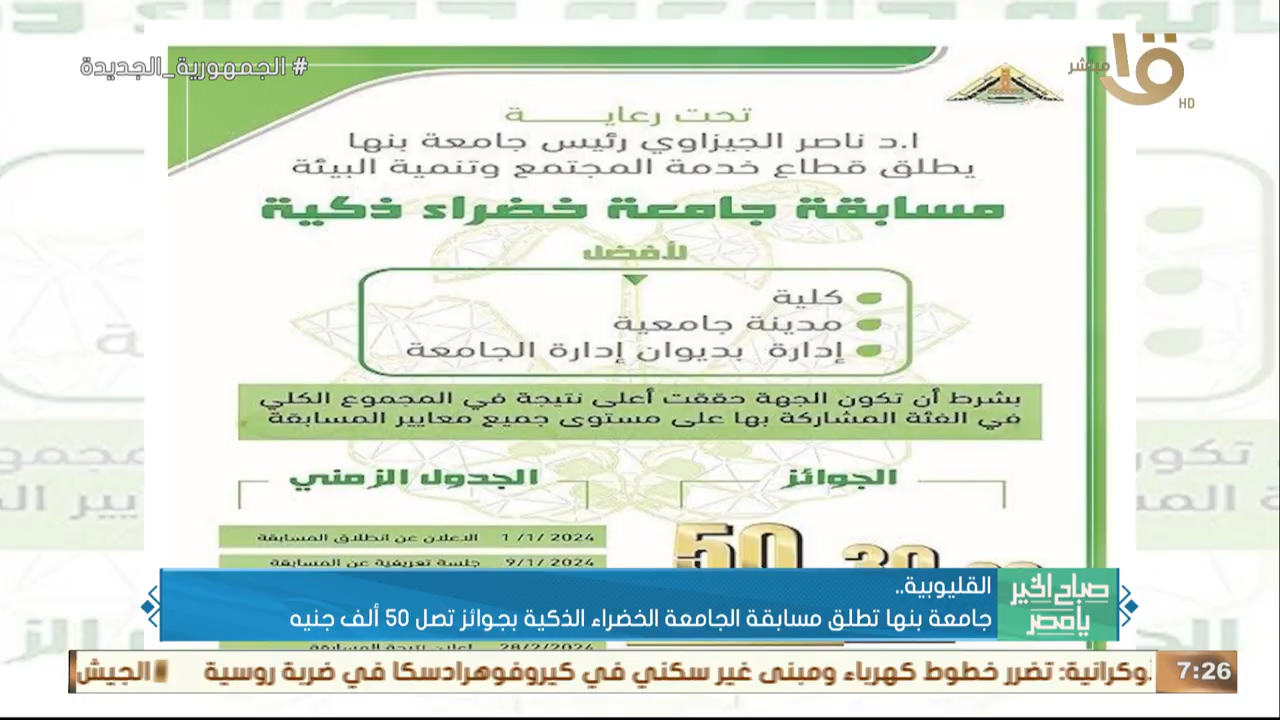 #الجمهورية_الجديدة
مباشر
HD
تحت رعايـــــة
ا.د ناصر الجيزاوي رئيس جامعة بنها
يطلق قطاع خدمة المجتمع وتنمية البيئة
مسابقة جامعة خضراء ذكية
لأفضل
كلية
مدينة جامعية
إدارة بديوان إدارة الجامعة
بشرط أن تكون الجهة حققت أعلى نتيجة في المجموع الكلي
في الفئة المشاركة بها على مستوى جميع معايير المسابقة
الجوائز
50
الجدول الزمني
1 /1/ 2024 الاعلان عن انطلاق المسابقة
9/1/ 2024 جلسة تعريفية عن المسابقة
28/2/2024 إعلان نتيجة المسابقة
صباح الخير
يا مصر
القليوبية..
جامعة بنها تطلق مسابقة الجامعة الخضراء الذكية بجوائز تصل 50 ألف جنيه
7:26
وكرانية: تضرر خطوط كهرباء ومبنى غير سكني في كيروفوهرادسكا في ضربة روسية
الجيش